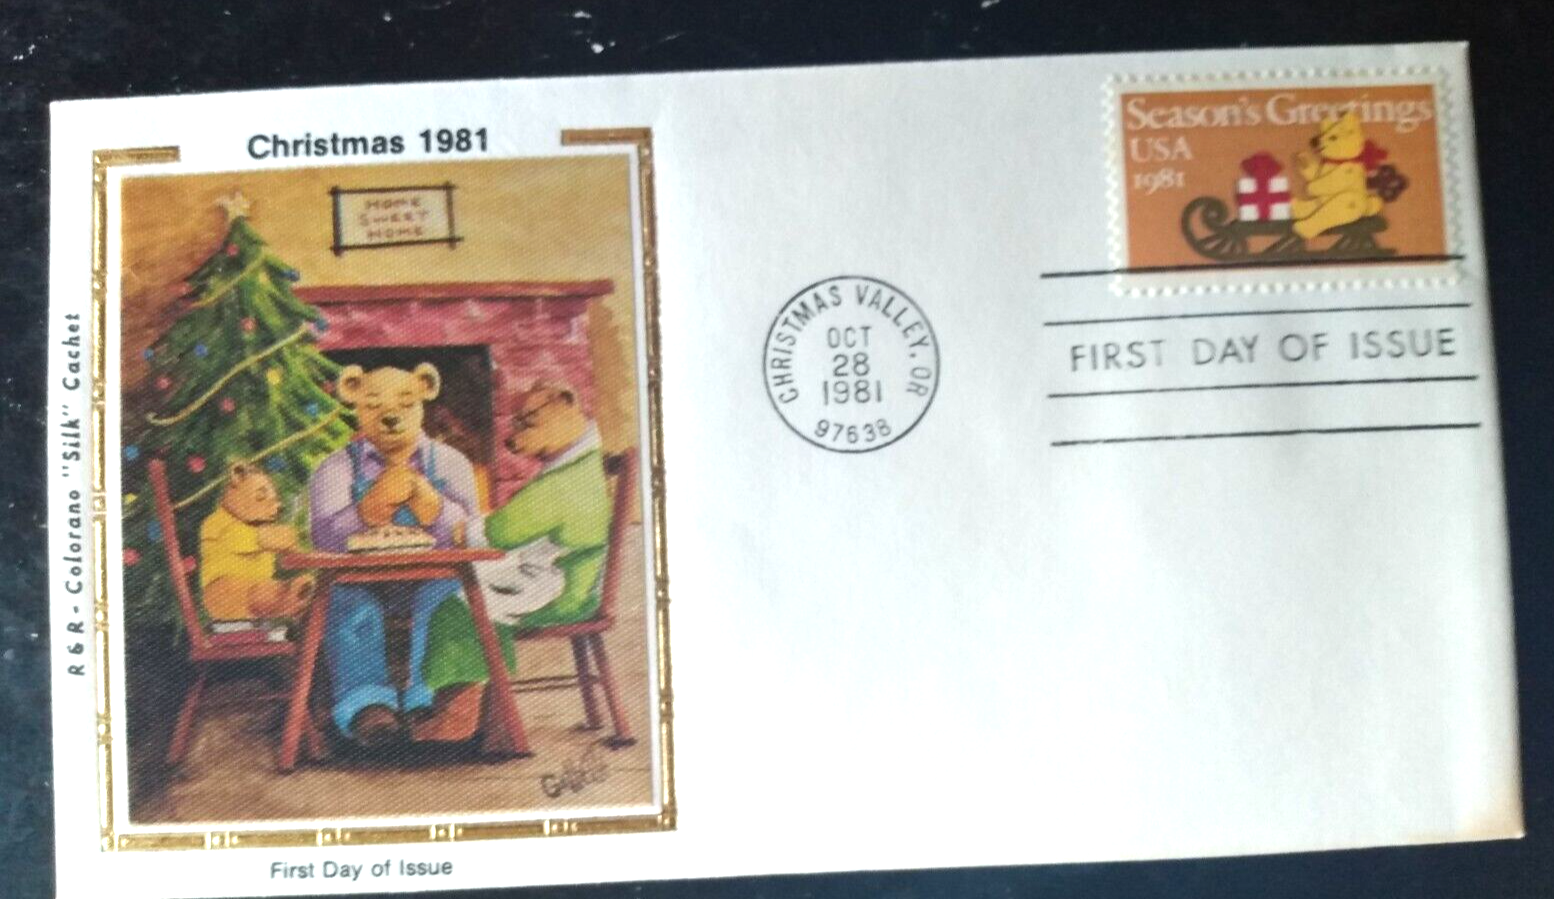 Christmas 1981
HOME
SWEET
HOME
R & R - Colorano "Silk" Cachet
First Day of Issue
Season's Greetings
USA
1981
CHRISTMAS VALLEY, OR
OCT
28
1981
97638
FIRST DAY OF ISSUE